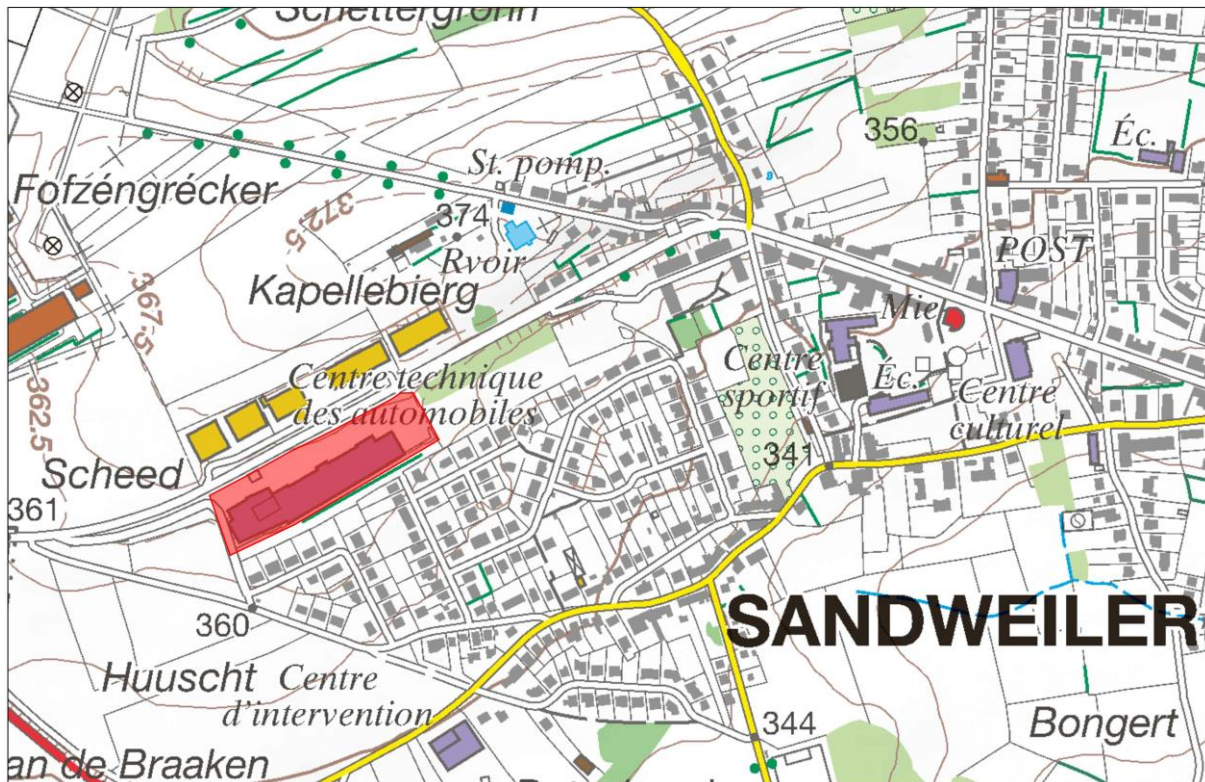 Schettergronn
356
Éc.
St. pomp.
Fofzéngrécker
372.5
374
Rvoir
POST
Kapellebierg
367.5
Miel
Centre technique
des automobiles
Centre
sportif
Éc.
Centre
culturel
362.5
Scheed
341
361
360
SANDWEILER
Huuscht
Centre
d'intervention
344
Bongert
an de Braaken